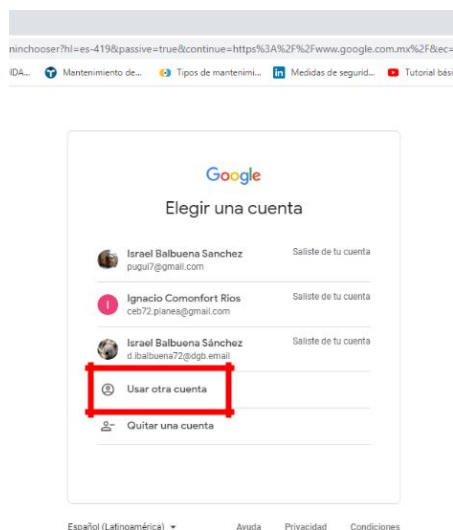 ninchooser?hl=es-419&passive=true&continue=https%3A%2F%2Fwww.google.com.mx%2F&ec=
IDA... Mantenimiento de... Tipos de mantenimi... Medidas de segurid... Tutorial bási
Google
Elegir una cuenta
Israel Balbuena Sanchez Saliste de tu cuenta
pugui7@gmail.com
I Ignacio Comonfort Rios Saliste de tu cuenta
ceb72.planea@gmail.com
Israel Balbuena Sánchez Saliste de tu cuenta
d.ibalbuena72@dgb.email
Usar otra cuenta
Quitar una cuenta
Español (Latinoamérica) Ayuda Privacidad Condiciones